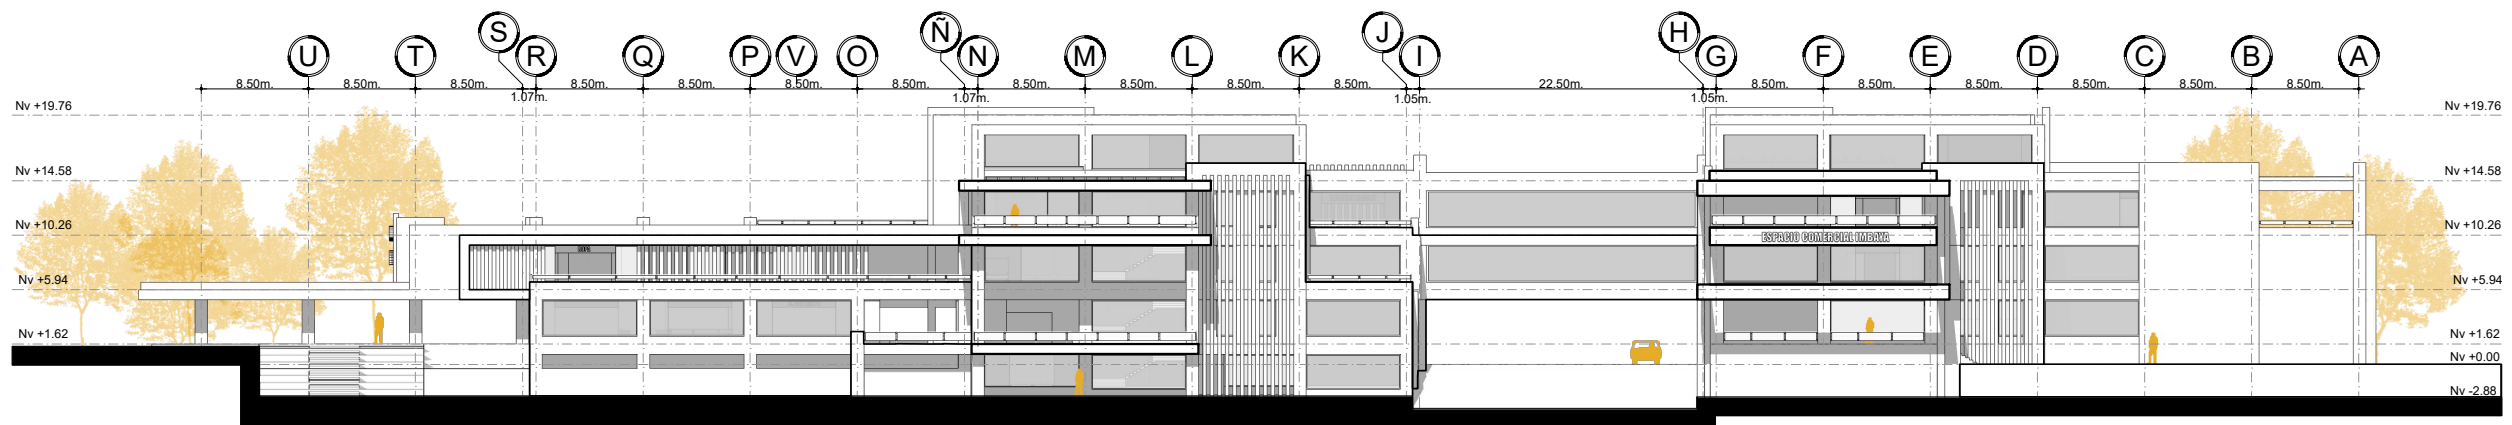 S Ñ J H
U T R Q P V O N M L K I G F E D C B A
8.50m. 8.50m. 8.50m. 8.50m. 8.50m. 8.50m. 8.50m. 8.50m. 8.50m. 8.50m. 8.50m. 22.50m. 8.50m. 8.50m. 8.50m. 8.50m. 8.50m. 8.50m.
1.07m. 1.07m. 1.05m. 1.05m.
Nv +19.76 Nv +19.76
Nv +14.58 Nv +14.58
Nv +10.26 Nv +10.26
ESPACIO COMERCIAL IMBAYA
Nv +5.94 Nv +5.94
Nv +1.62 Nv +1.62
Nv +0.00
Nv -2.88